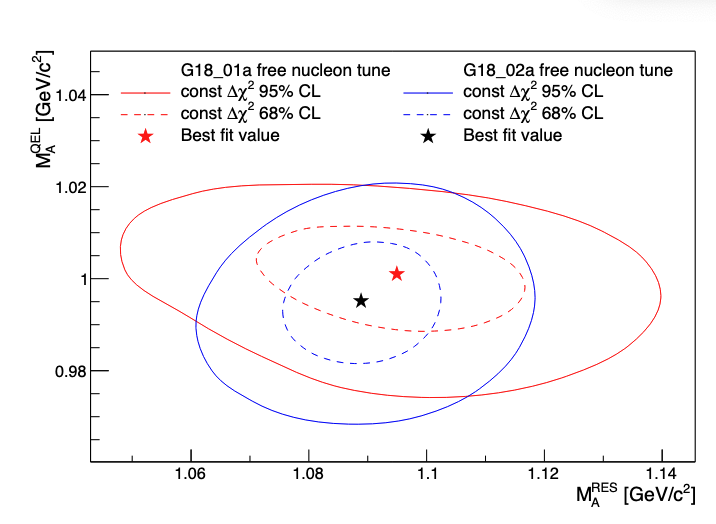 M_A^QEL [GeV/c²]
G18_01a free nucleon tune
const Δχ² 95% CL
const Δχ² 68% CL
Best fit value
G18_02a free nucleon tune
const Δχ² 95% CL
const Δχ² 68% CL
Best fit value
1.04
1.02
1
0.98
1.06
1.08
1.1
1.12
1.14
M_A^RES [GeV/c²]